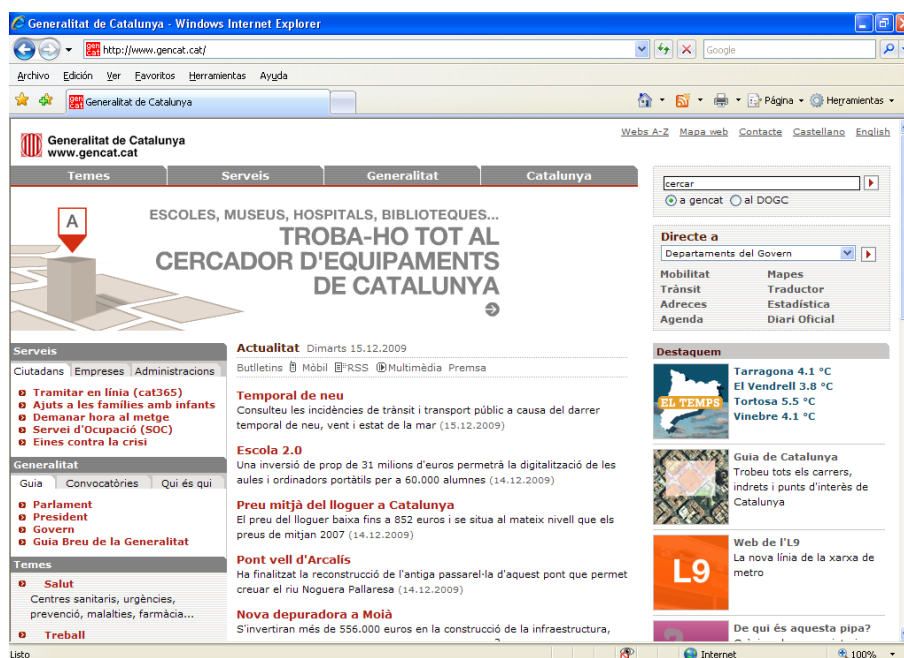 Generalitat de Catalunya - Windows Internet Explorer
http://www.gencat.cat/
Google
Archivo Edición Ver Favoritos Herramientas Ayuda
gen cat Generalitat de Catalunya
Página Herramientas
Generalitat de Catalunya
www.gencat.cat
Webs A-Z Mapa web Contacte Castellano English
Temes Serveis Generalitat Catalunya
cercar
a gencat al DOGC
A
ESCOLES, MUSEUS, HOSPITALS, BIBLIOTEQUES...
TROBA-HO TOT AL
CERCADOR D'EQUIPAMENTS
DE CATALUNYA
Directe a
Departaments del Govern
Mobilitat Mapes
Trànsit Traductor
Adreces Estadística
Agenda Diari Oficial
Serveis
Ciutadans Empreses Administracions
Tramitar en línia (cat365)
Ajuts a les famílies amb infants
Demanar hora al metge
Servei d'Ocupació (SOC)
Eines contra la crisi
Generalitat
Guia Convocatòries Qui és qui
Parlament
President
Govern
Guia Breu de la Generalitat
Temes
Salut
Centres sanitaris, urgències,
prevenció, malalties, farmàcia...
Treball
Actualitat Dimarts 15.12.2009
Butlletins Mòbil RSS Multimèdia Premsa
Temporal de neu
Consulteu les incidències de trànsit i transport públic a causa del darrer
temporal de neu, vent i estat de la mar (15.12.2009)
Escola 2.0
Una inversió de prop de 31 milions d'euros permetrà la digitalització de les
aules i ordinadors portàtils per a 60.000 alumnes (14.12.2009)
Preu mitjà del lloguer a Catalunya
El preu del lloguer baixa fins a 852 euros i se situa al mateix nivell que els
preus de mitjan 2007 (14.12.2009)
Pont vell d'Arcalís
Ha finalitzat la reconstrucció de l'antiga passarel·la d'aquest pont que permet
creuar el riu Noguera Pallaresa (14.12.2009)
Nova depuradora a Moià
S'invertiran més de 556.000 euros en la construcció de la infraestructura,
Destaquem
EL TEMPS
Tarragona 4.1 °C
El Vendrell 3.8 °C
Tortosa 5.5 °C
Vinebre 4.1 °C
Guia de Catalunya
Trobeu tots els carrers,
indrets i punts d'interès de
Catalunya
L9
Web de l'L9
La nova línia de la xarxa de
metro
De qui és aquesta pipa?
Listo
Internet
100%